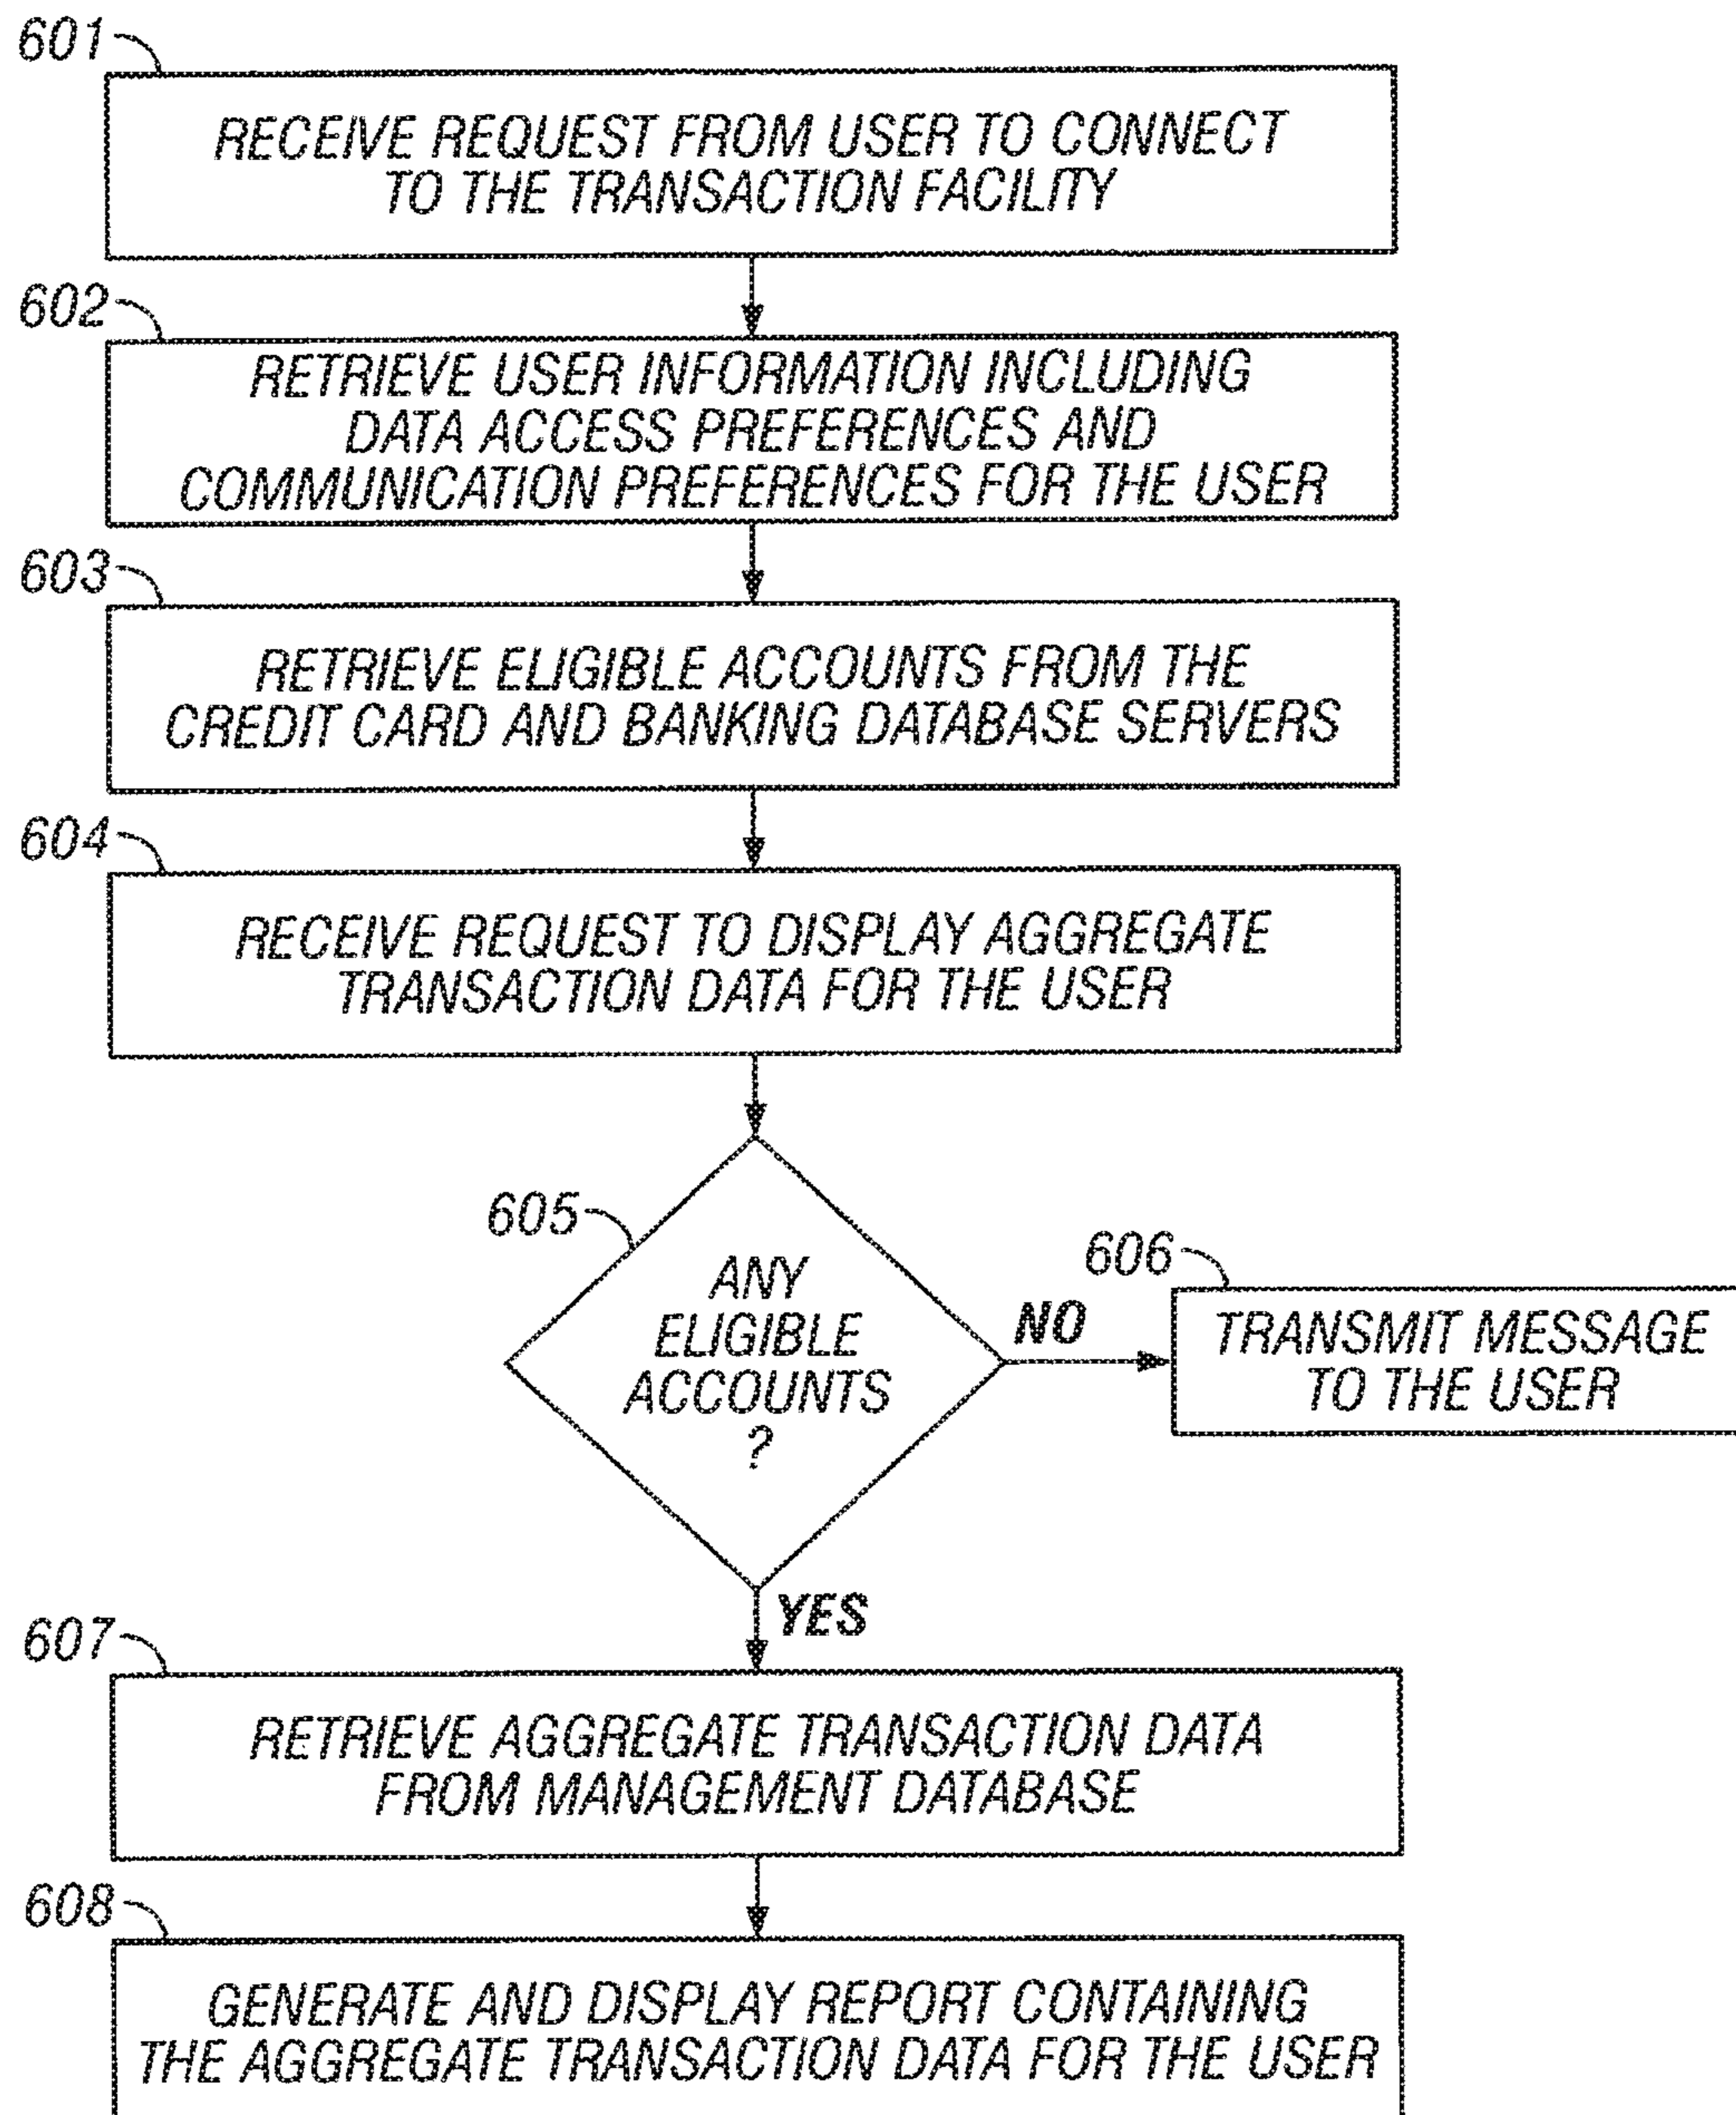 601
RECEIVE REQUEST FROM USER TO CONNECT
TO THE TRANSACTION FACILITY
602
RETRIEVE USER INFORMATION INCLUDING
DATA ACCESS PREFERENCES AND
COMMUNICATION PREFERENCES FOR THE USER
603
RETRIEVE ELIGIBLE ACCOUNTS FROM THE
CREDIT CARD AND BANKING DATABASE SERVERS
604
RECEIVE REQUEST TO DISPLAY AGGREGATE
TRANSACTION DATA FOR THE USER
605
ANY
ELIGIBLE
ACCOUNTS
?
NO
606
TRANSMIT MESSAGE
TO THE USER
YES
607
RETRIEVE AGGREGATE TRANSACTION DATA
FROM MANAGEMENT DATABASE
608
GENERATE AND DISPLAY REPORT CONTAINING
THE AGGREGATE TRANSACTION DATA FOR THE USER